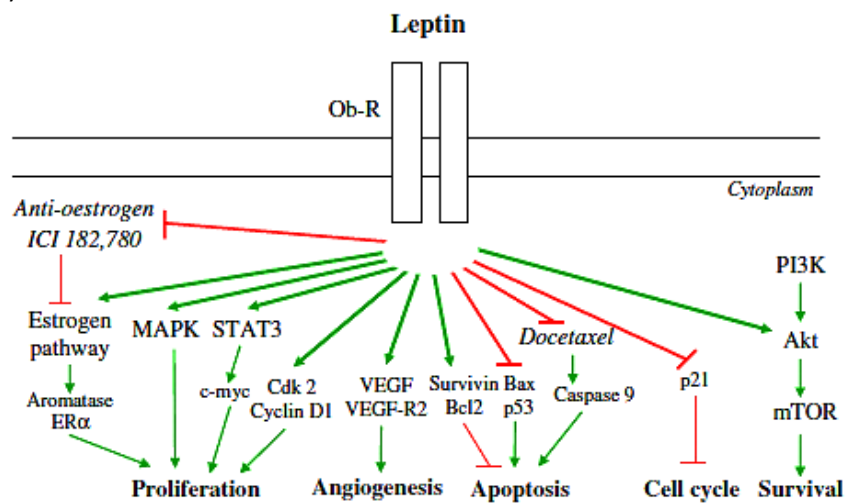 Leptin
Ob-R
Cytoplasm
Anti-oestrogen
ICI 182,780
PI3K
Estrogen
pathway
MAPK
STAT3
Docetaxel
Akt
Aromatase
ERα
c-myc
Cdk 2
Cyclin D1
VEGF
VEGF-R2
Survivin
Bcl2
Bax
p53
Caspase 9
p21
mTOR
Proliferation
Angiogenesis
Apoptosis
Cell cycle
Survival